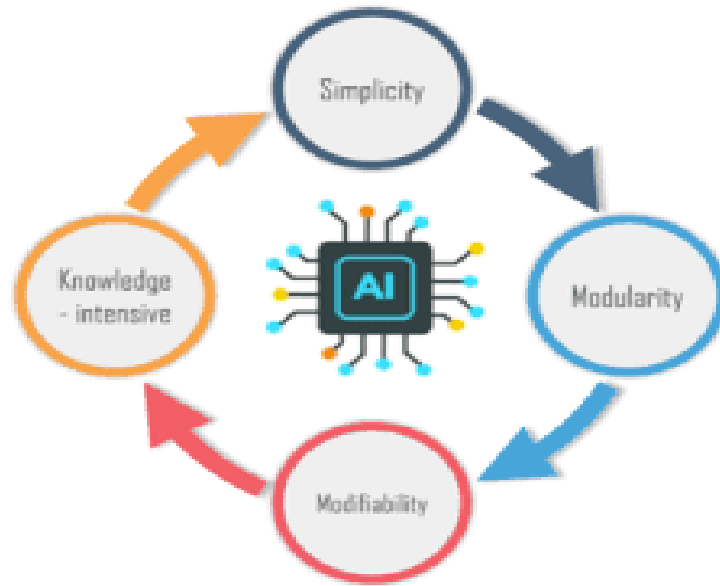 Simplicity
Modularity
Modifiability
Knowledge
- intensive
AI